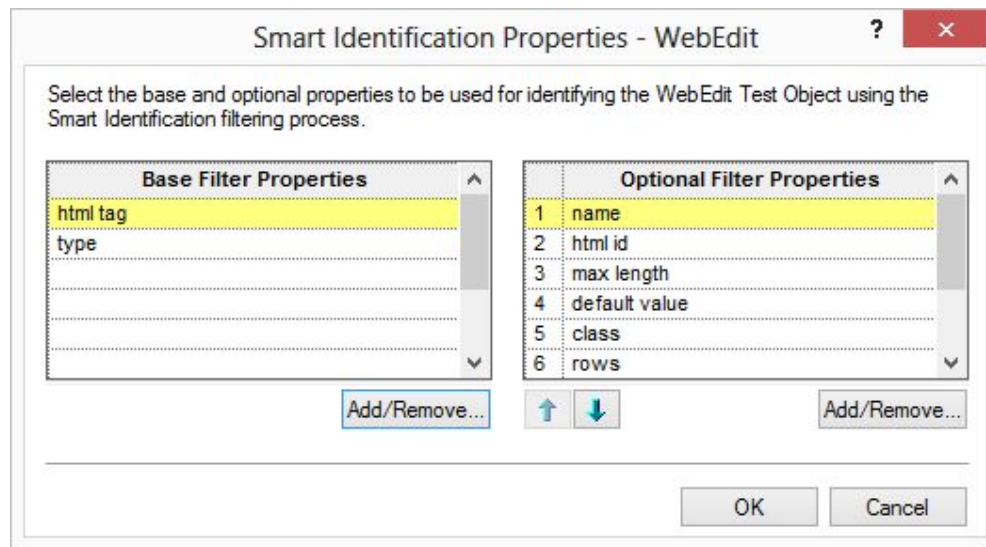 Smart Identification Properties - WebEdit
?
×
Select the base and optional properties to be used for identifying the WebEdit Test Object using the
Smart Identification filtering process.
Base Filter Properties
html tag
type
Optional Filter Properties
1 name
2 html id
3 max length
4 default value
5 class
6 rows
Add/Remove...
Add/Remove...
OK
Cancel